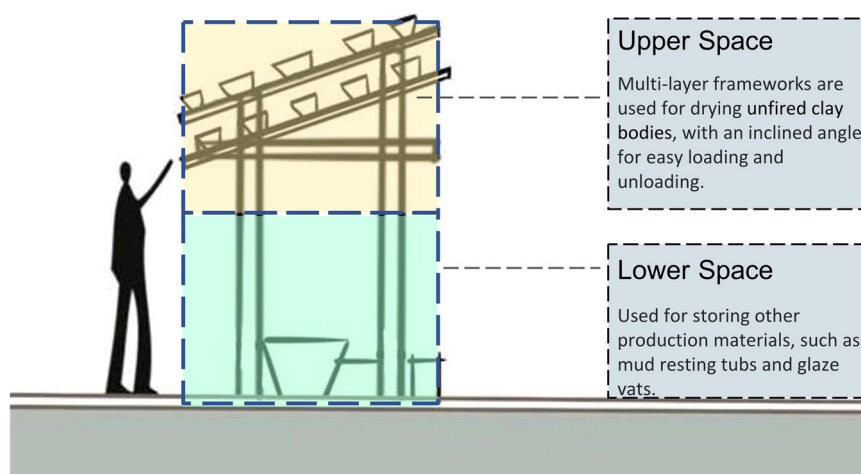 Upper Space
Multi-layer frameworks are
used for drying unfired clay
bodies, with an inclined angle
for easy loading and
unloading.
Lower Space
Used for storing other
production materials, such as
mud resting tubs and glaze
vats.